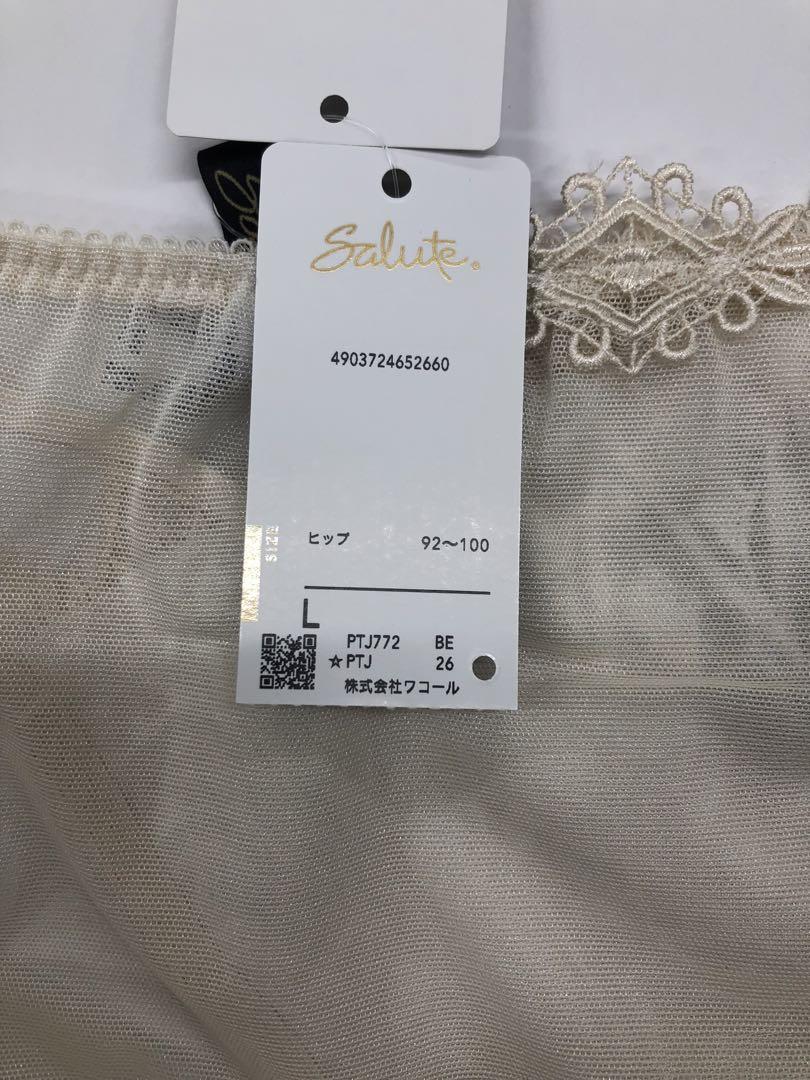 Salute.
4903724652660
SIZE
ヒップ 92〜100
L
PTJ772 BE
☆PTJ 26
株式会社ワコール